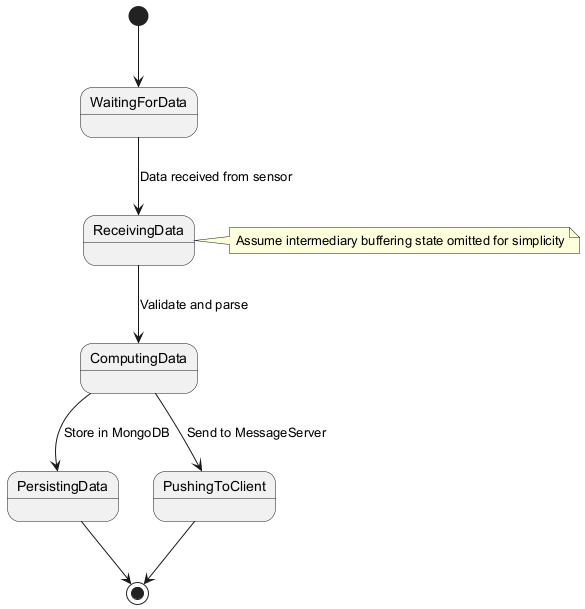 WaitingForData
Data received from sensor
ReceivingData
Assume intermediary buffering state omitted for simplicity
Validate and parse
ComputingData
Store in MongoDB
Send to MessageServer
PersistingData
PushingToClient